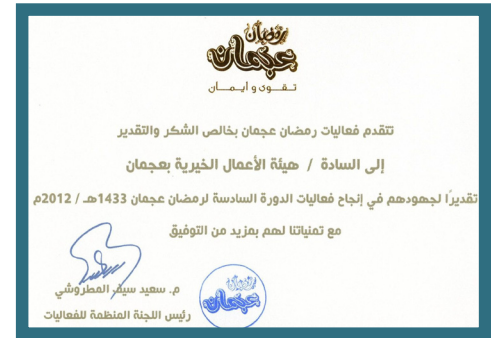 رمضان
عجمان
تقوى و إيمان
تتقدم فعاليات رمضان عجمان بخالص الشكر والتقدير
إلى السادة / هيئة الأعمال الخيرية بعجمان
تقديرًا لجهودهم في إنجاح فعاليات الدورة السادسة لرمضان عجمان 1433هـ / 2012م
مع تمنياتنا لهم بمزيد من التوفيق
م. سعيد سيف المطروشي
رئيس اللجنة المنظمة للفعاليات
رمضان
عجمان